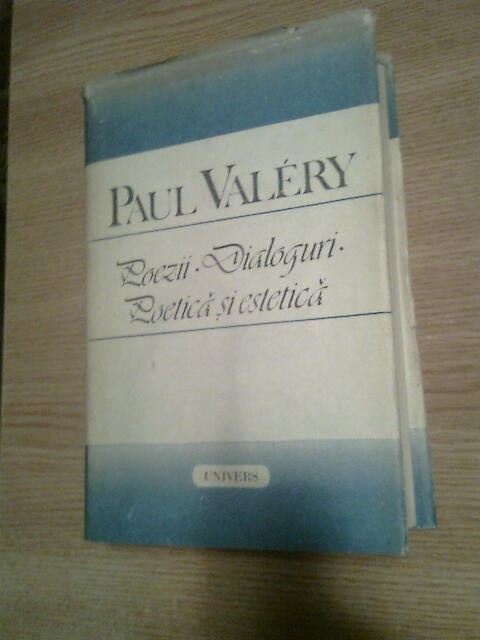 PAUL VALÉRY
Poezii · Dialoguri ·
Poetică și estetică
UNIVERS